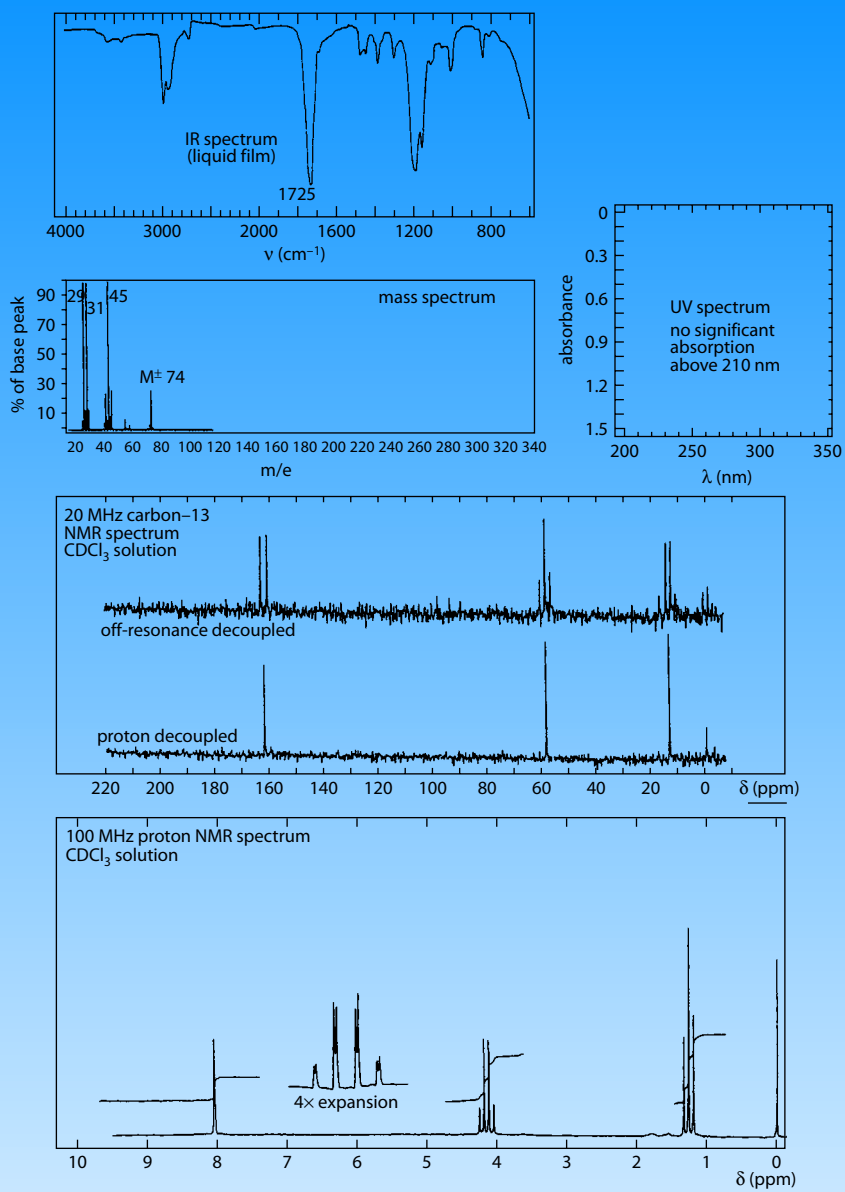 IR spectrum
(liquid film)
1725
4000 3000 2000 1600 1200 800
ν (cm⁻¹)
% of base peak
90
70
50
30
10
29
31
45
mass spectrum
M± 74
20 40 60 80 100 120 140 160 180 200 220 240 260 280 300 320 340
m/e
absorbance
0
0.3
0.6
0.9
1.2
1.5
UV spectrum
no significant
absorption
above 210 nm
200 250 300 350
λ (nm)
20 MHz carbon–13
NMR spectrum
CDCl₃ solution
off-resonance decoupled
proton decoupled
220 200 180 160 140 120 100 80 60 40 20 0 δ (ppm)
100 MHz proton NMR spectrum
CDCl₃ solution
4× expansion
10 9 8 7 6 5 4 3 2 1 0
δ (ppm)